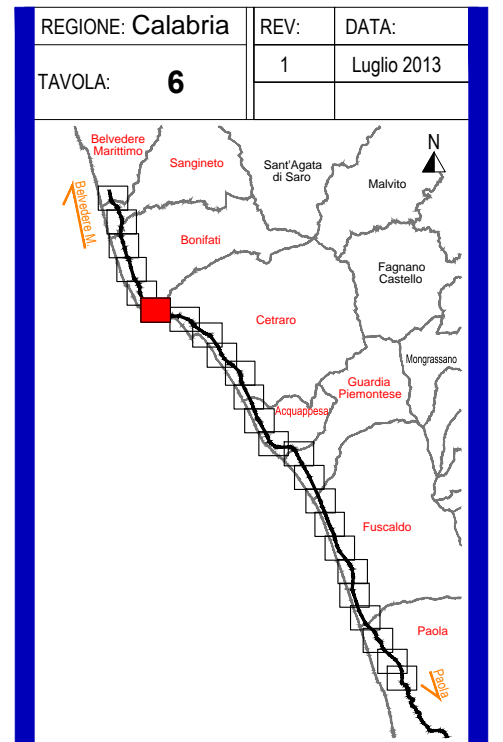 REGIONE: Calabria
REV:
DATA:
TAVOLA: 6
1
Luglio 2013
Belvedere
Marittimo
Sangineto
Sant'Agata
di Saro
Malvito
N
Belvedere M.
Bonifati
Fagnano
Castello
Cetraro
Mongrassano
Guardia
Piemontese
Acquappesa
Fuscaldo
Paola
Paola